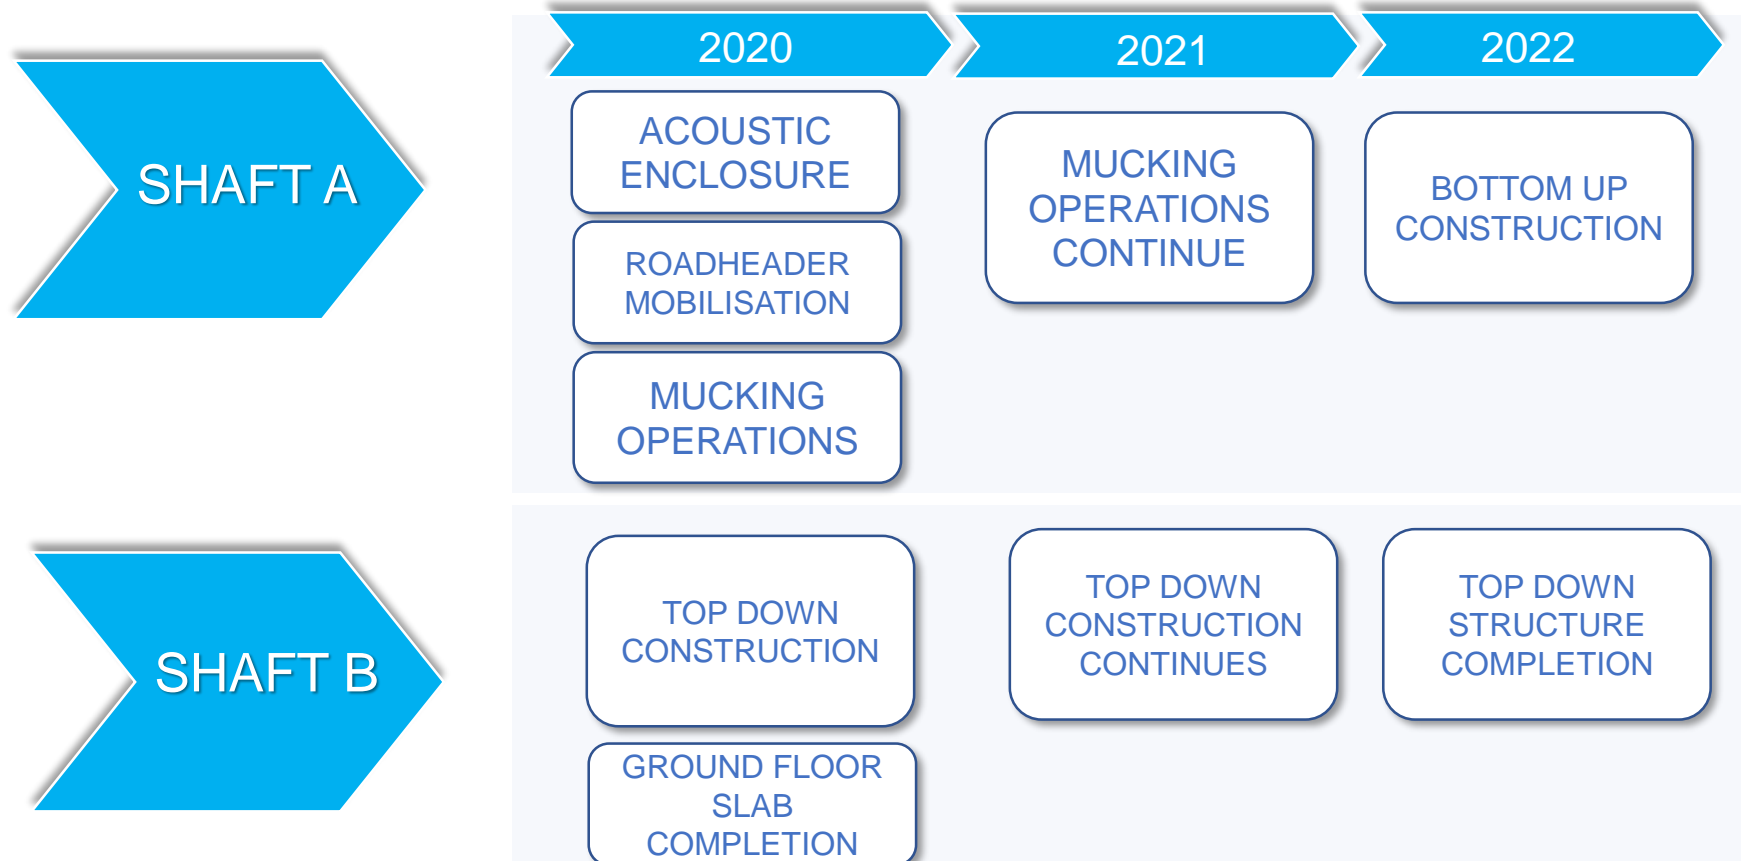 2020
2021
2022
SHAFT A
ACOUSTIC
ENCLOSURE
ROADHEADER
MOBILISATION
MUCKING
OPERATIONS
MUCKING
OPERATIONS
CONTINUE
BOTTOM UP
CONSTRUCTION
SHAFT B
TOP DOWN
CONSTRUCTION
GROUND FLOOR
SLAB
COMPLETION
TOP DOWN
CONSTRUCTION
CONTINUES
TOP DOWN
STRUCTURE
COMPLETION